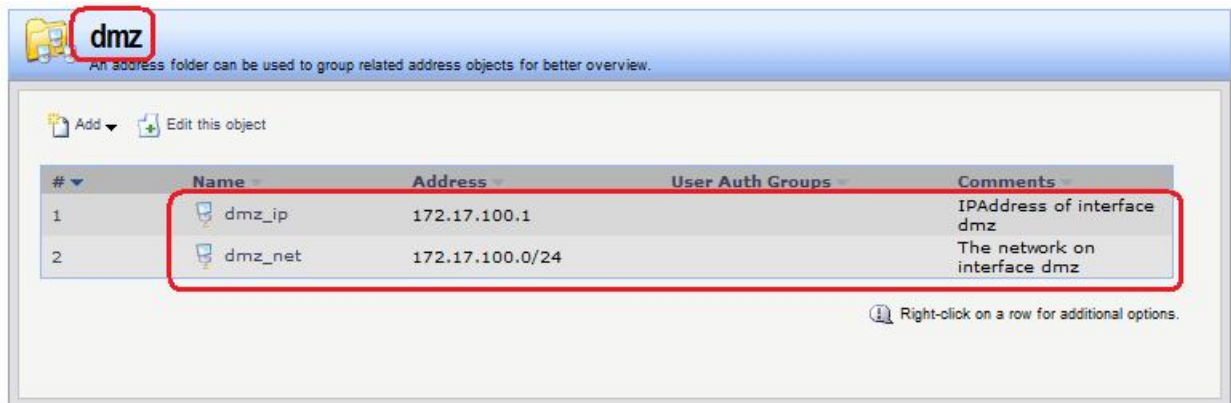 dmz
An address folder can be used to group related address objects for better overview.
Add Edit this object
# Name Address User Auth Groups Comments
1 dmz_ip 172.17.100.1 IPAddress of interface
dmz
2 dmz_net 172.17.100.0/24 The network on
interface dmz
Right-click on a row for additional options.